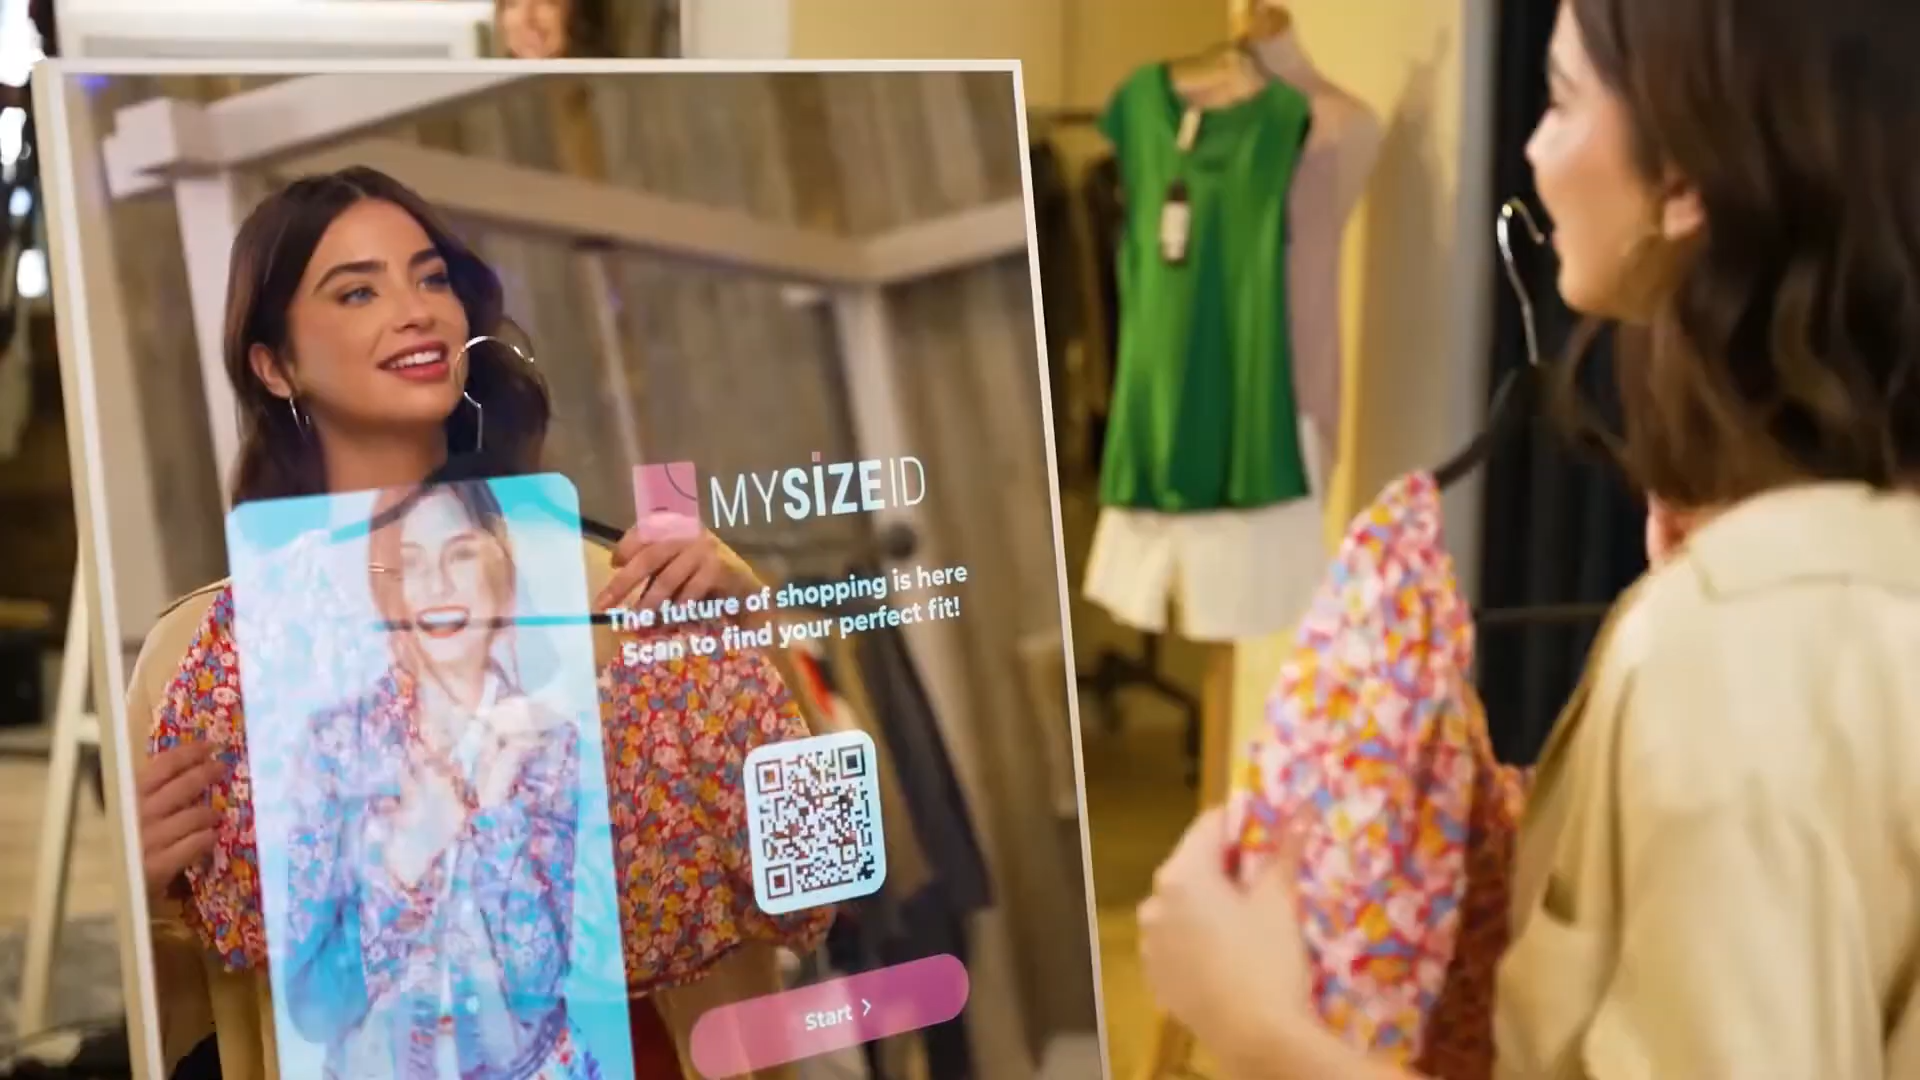 MYSiZEID
The future of shopping is here
Scan to find your perfect fit!
Start >